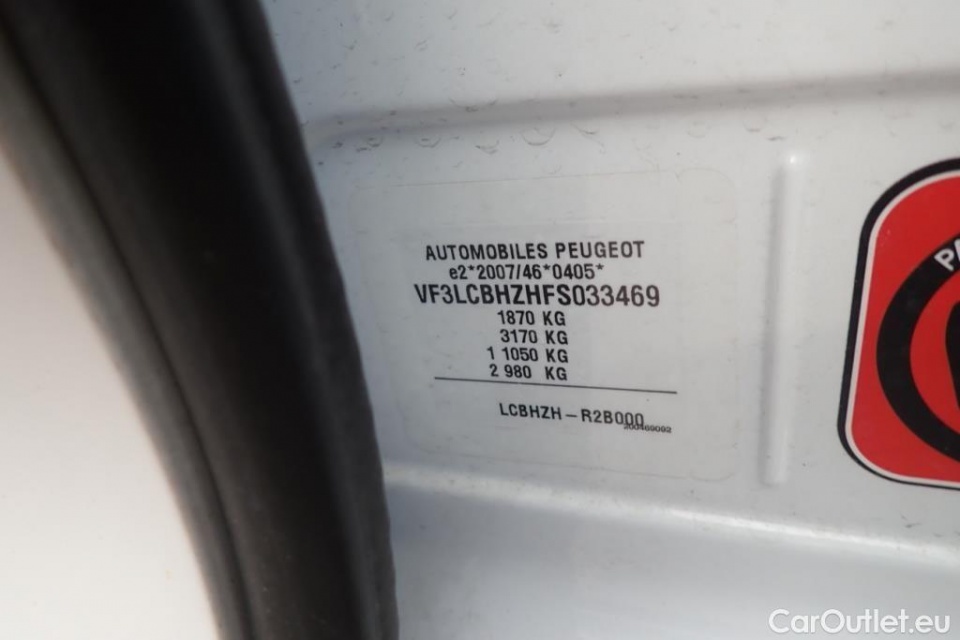 AUTOMOBILES PEUGEOT
e2*2007/46*0405*
VF3LCBHZHFS033469
1870 KG
3170 KG
1 1050 KG
2 980 KG
LCBHZH – R2B000
200469092
CarOutlet.eu